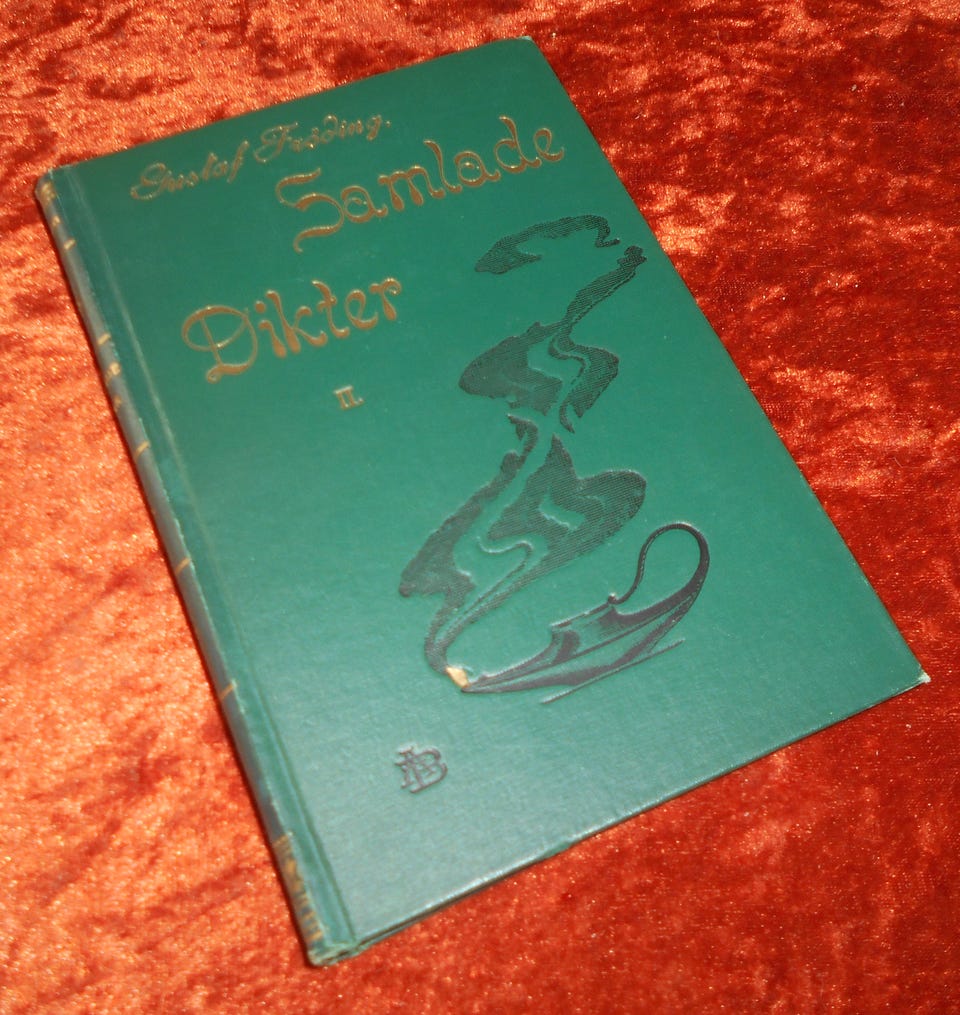 Gustaf Fröding.
Samlade
Dikter
II.
AB